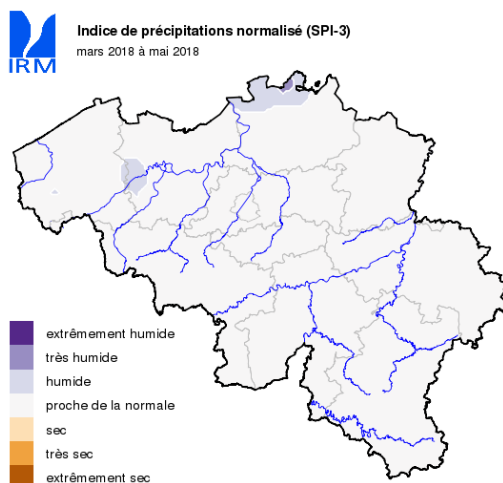 Indice de précipitations normalisé (SPI-3)
mars 2018 à mai 2018
IRM
extrêmement humide
très humide
humide
proche de la normale
sec
très sec
extrêmement sec